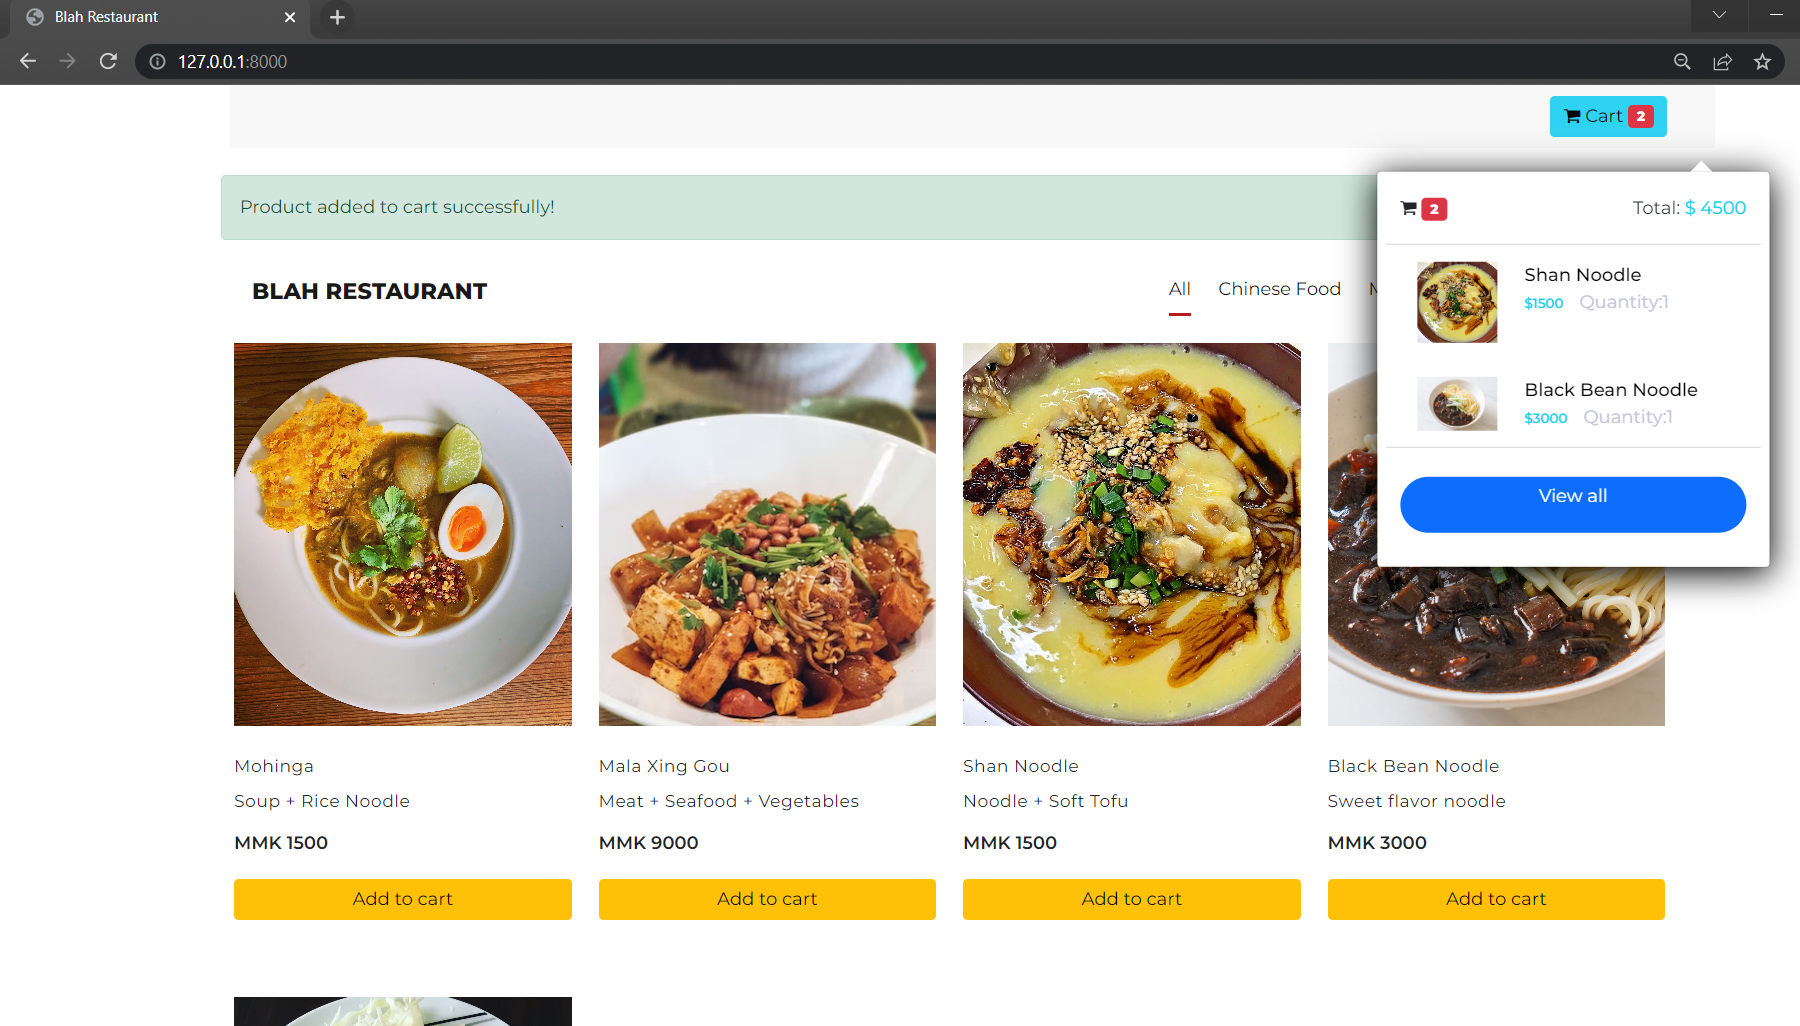 Blah Restaurant
127.0.0.1:8000
Cart 2
Product added to cart successfully!
2 Total: $ 4500
Shan Noodle
$1500 Quantity:1
Black Bean Noodle
$3000 Quantity:1
View all
BLAH RESTAURANT
All Chinese Food
Mohinga
Soup + Rice Noodle
MMK 1500
Add to cart
Mala Xing Gou
Meat + Seafood + Vegetables
MMK 9000
Add to cart
Shan Noodle
Noodle + Soft Tofu
MMK 1500
Add to cart
Black Bean Noodle
Sweet flavor noodle
MMK 3000
Add to cart